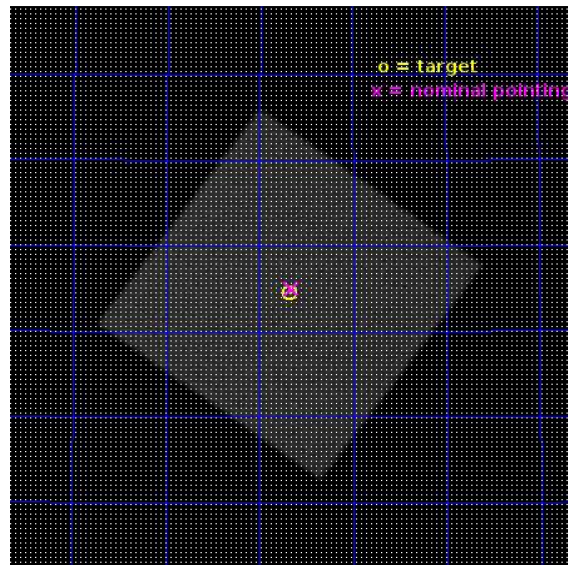 o = target
x = nominal pointing